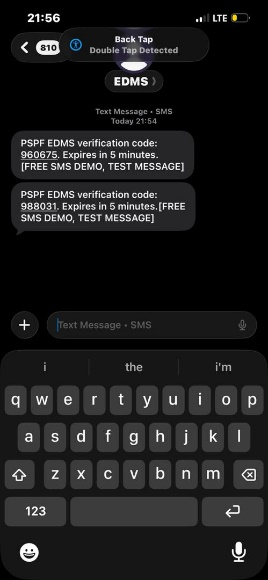 21:56
LTE
Back Tap
Double Tap Detected
810
EDMS
Text Message • SMS
Today 21:54
PSPF EDMS verification code:
960675. Expires in 5 minutes.
[FREE SMS DEMO, TEST MESSAGE]
PSPF EDMS verification code:
988031. Expires in 5 minutes.[FREE
SMS DEMO, TEST MESSAGE]
Text Message • SMS
i the i'm
q w e r t y u i o p
a s d f g h j k l
z x c v b n m
123